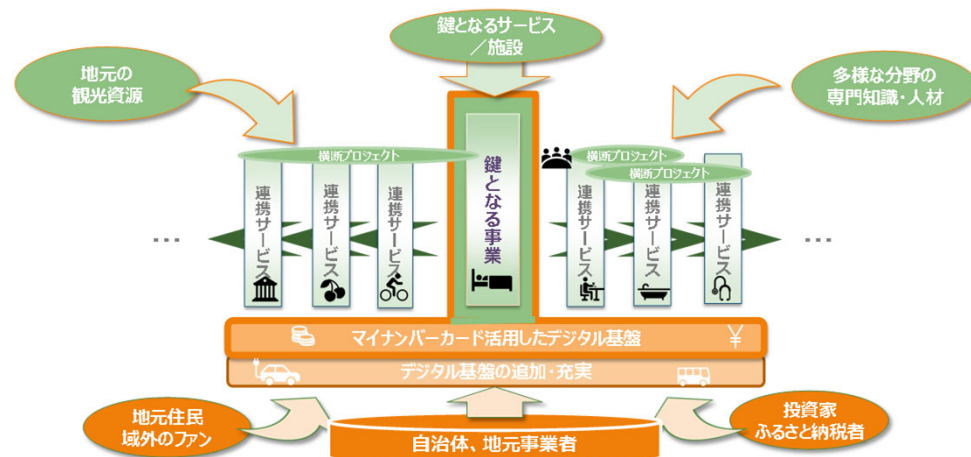 鍵となるサービス
／施設
地元の
観光資源
多様な分野の
専門知識・人材
横断プロジェクト
横断プロジェクト
横断プロジェクト
連携サービス
連携サービス
連携サービス
鍵となる事業
連携サービス
連携サービス
連携サービス
…
…
マイナンバーカード活用したデジタル基盤
¥
デジタル基盤の追加・充実
地元住民
域外のファン
自治体、地元事業者
投資家
ふるさと納税者